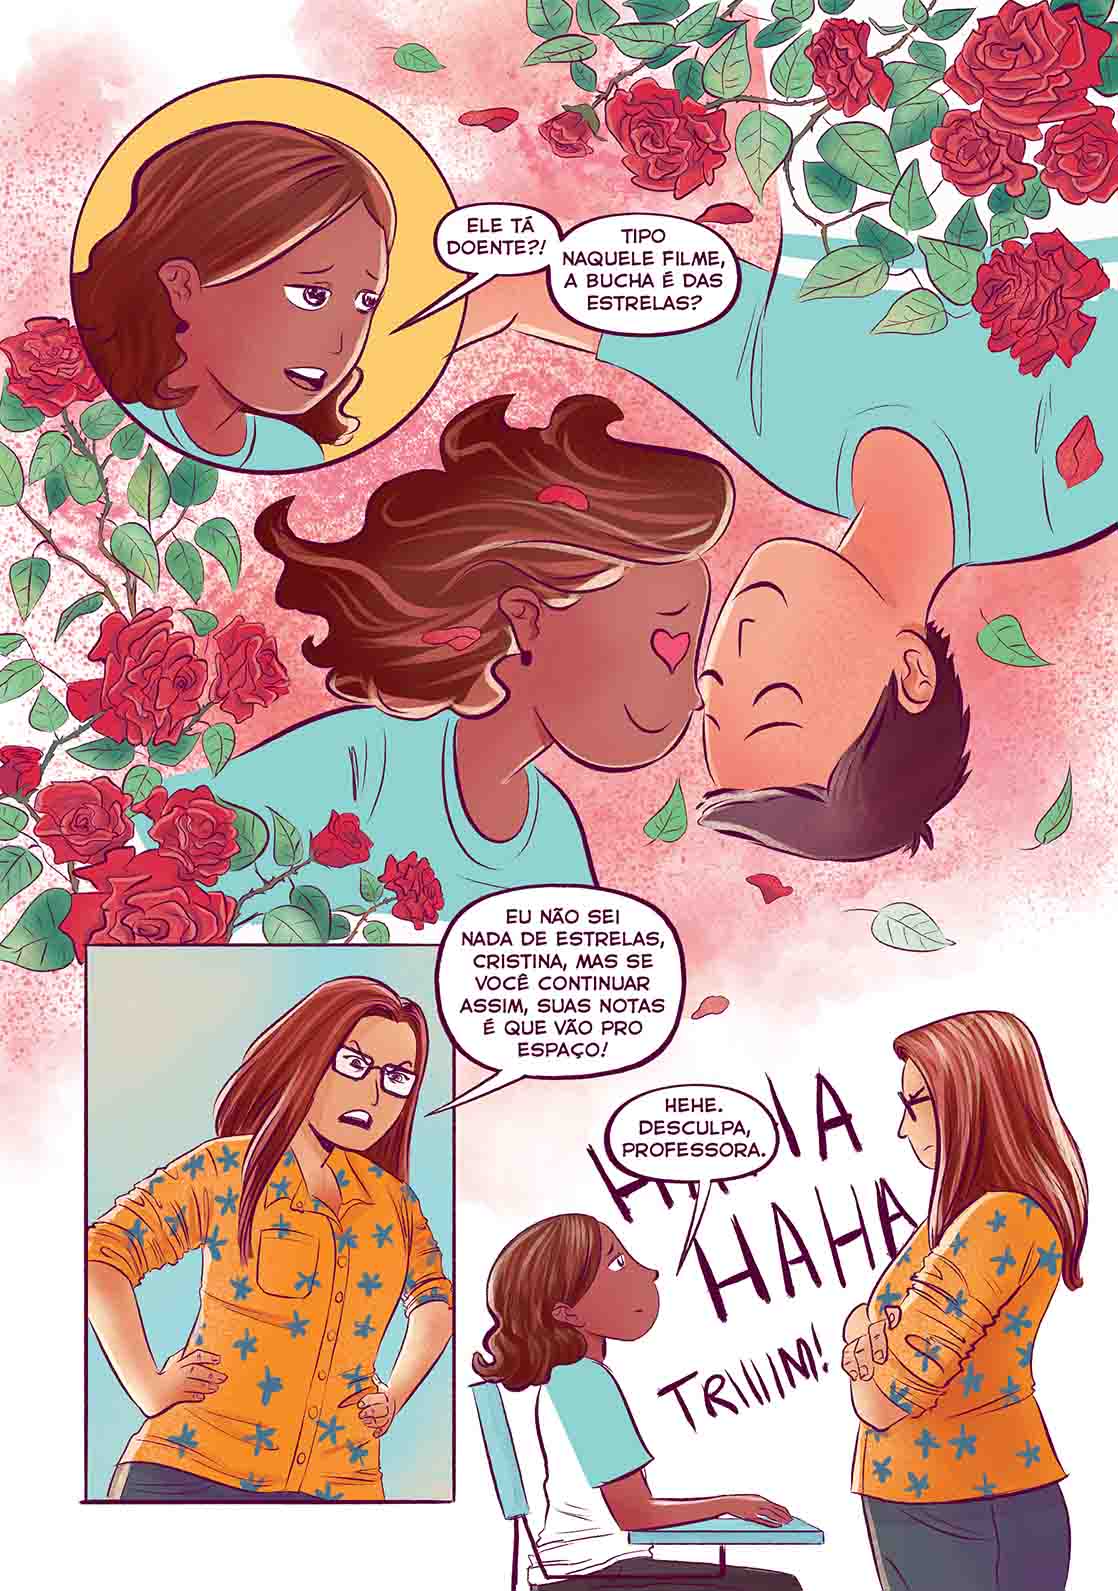 ELE TÁ
DOENTE?!
TIPO
NAQUELE FILME,
A BUCHA É DAS
ESTRELAS?
EU NÃO SEI
NADA DE ESTRELAS,
CRISTINA, MAS SE
VOCÊ CONTINUAR
ASSIM, SUAS NOTAS
É QUE VÃO PRO
ESPAÇO!
HEHE.
DESCULPA,
PROFESSORA.
HAHA
TRIIIIM!